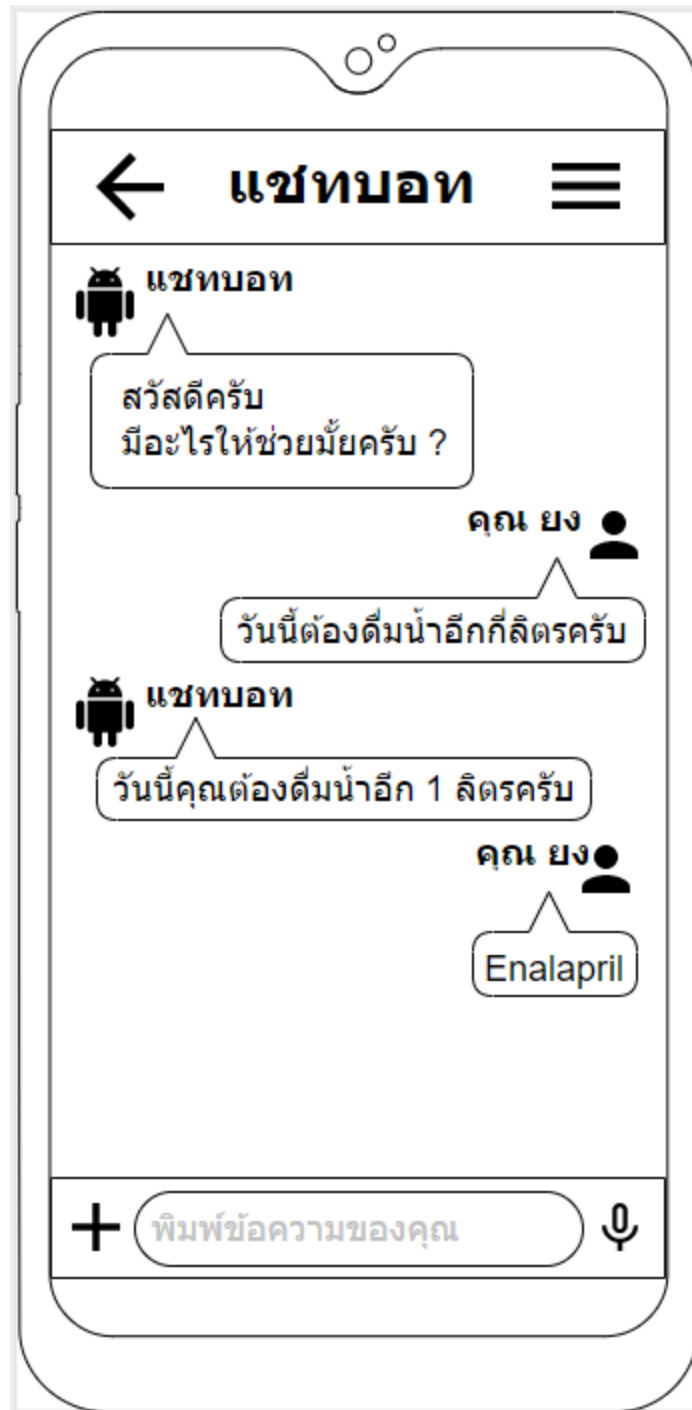 แชทบอท
แชทบอท
สวัสดีครับ
มีอะไรให้ช่วยมั้ยครับ ?
คุณ ยง
วันนี้ต้องดื่มน้ำอีกกี่ลิตรครับ
แชทบอท
วันนี้คุณต้องดื่มน้ำอีก 1 ลิตรครับ
คุณ ยง
Enalapril
พิมพ์ข้อความของคุณ